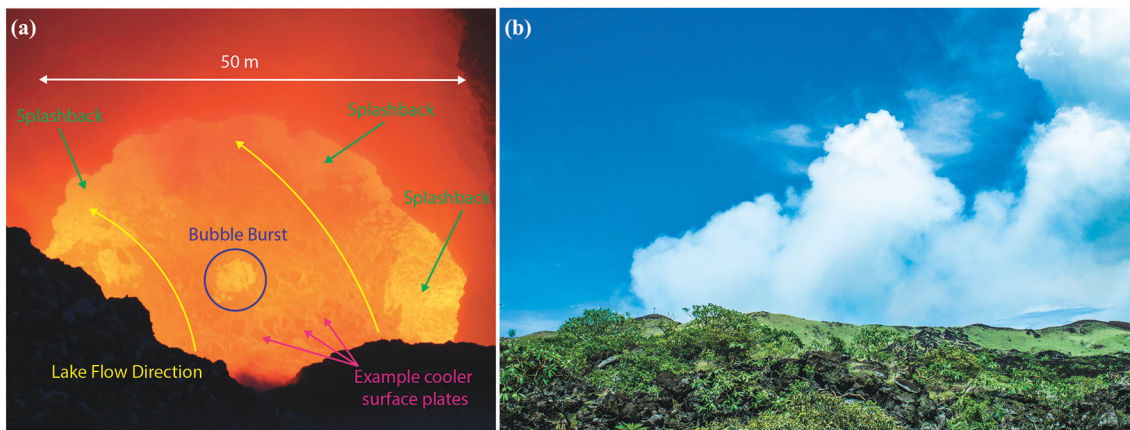 (a)
50 m
Splashback
Splashback
Splashback
Bubble Burst
Lake Flow Direction
Example cooler
surface plates
(b)